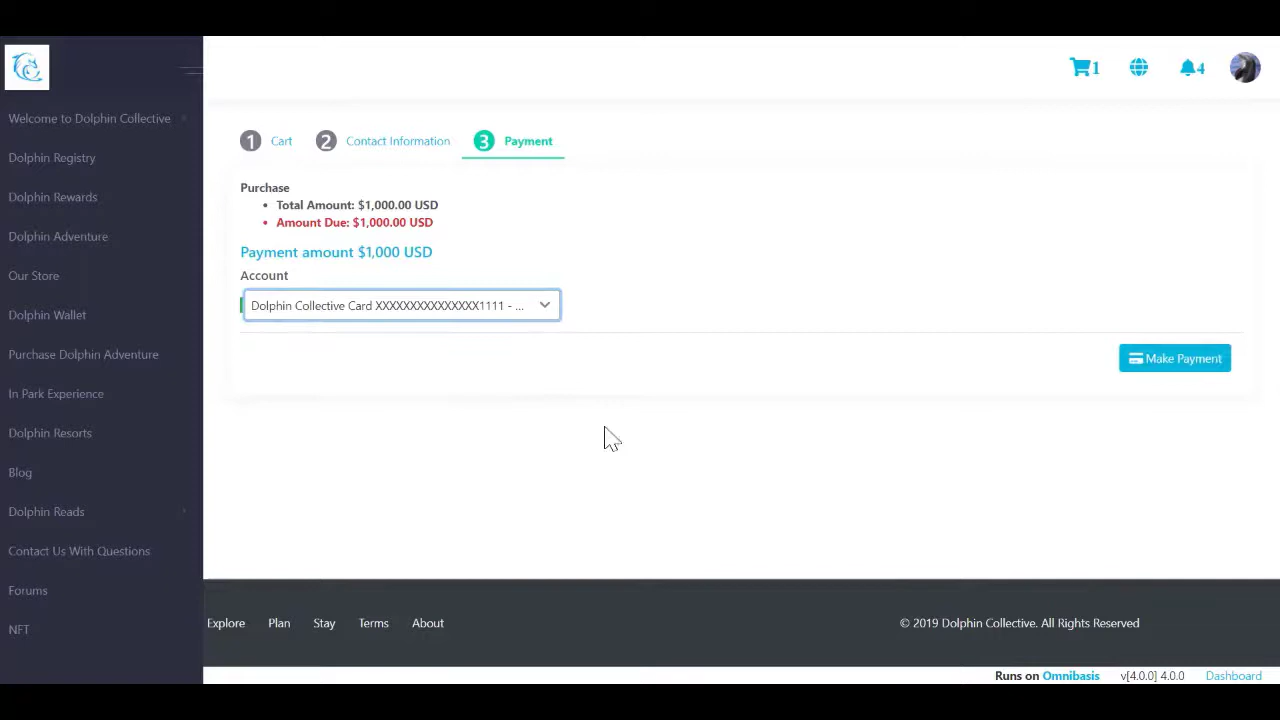 1
4
Welcome to Dolphin Collective
Dolphin Registry
Dolphin Rewards
Dolphin Adventure
Our Store
Dolphin Wallet
Purchase Dolphin Adventure
In Park Experience
Dolphin Resorts
Blog
Dolphin Reads
Contact Us With Questions
Forums
NFT
1 Cart 2 Contact Information 3 Payment
Purchase
• Total Amount: $1,000.00 USD
• Amount Due: $1,000.00 USD
Payment amount $1,000 USD
Account
Dolphin Collective Card XXXXXXXXXXXXXXX1111 - ...
Make Payment
Explore Plan Stay Terms About
© 2019 Dolphin Collective. All Rights Reserved
Runs on Omnibasis v[4.0.0] 4.0.0 Dashboard